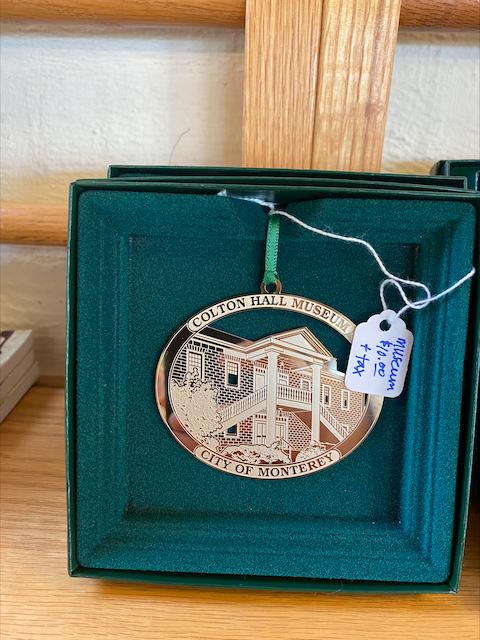 COLTON HALL MUSEUM
CITY OF MONTEREY
Museum
$10.00
+ tax